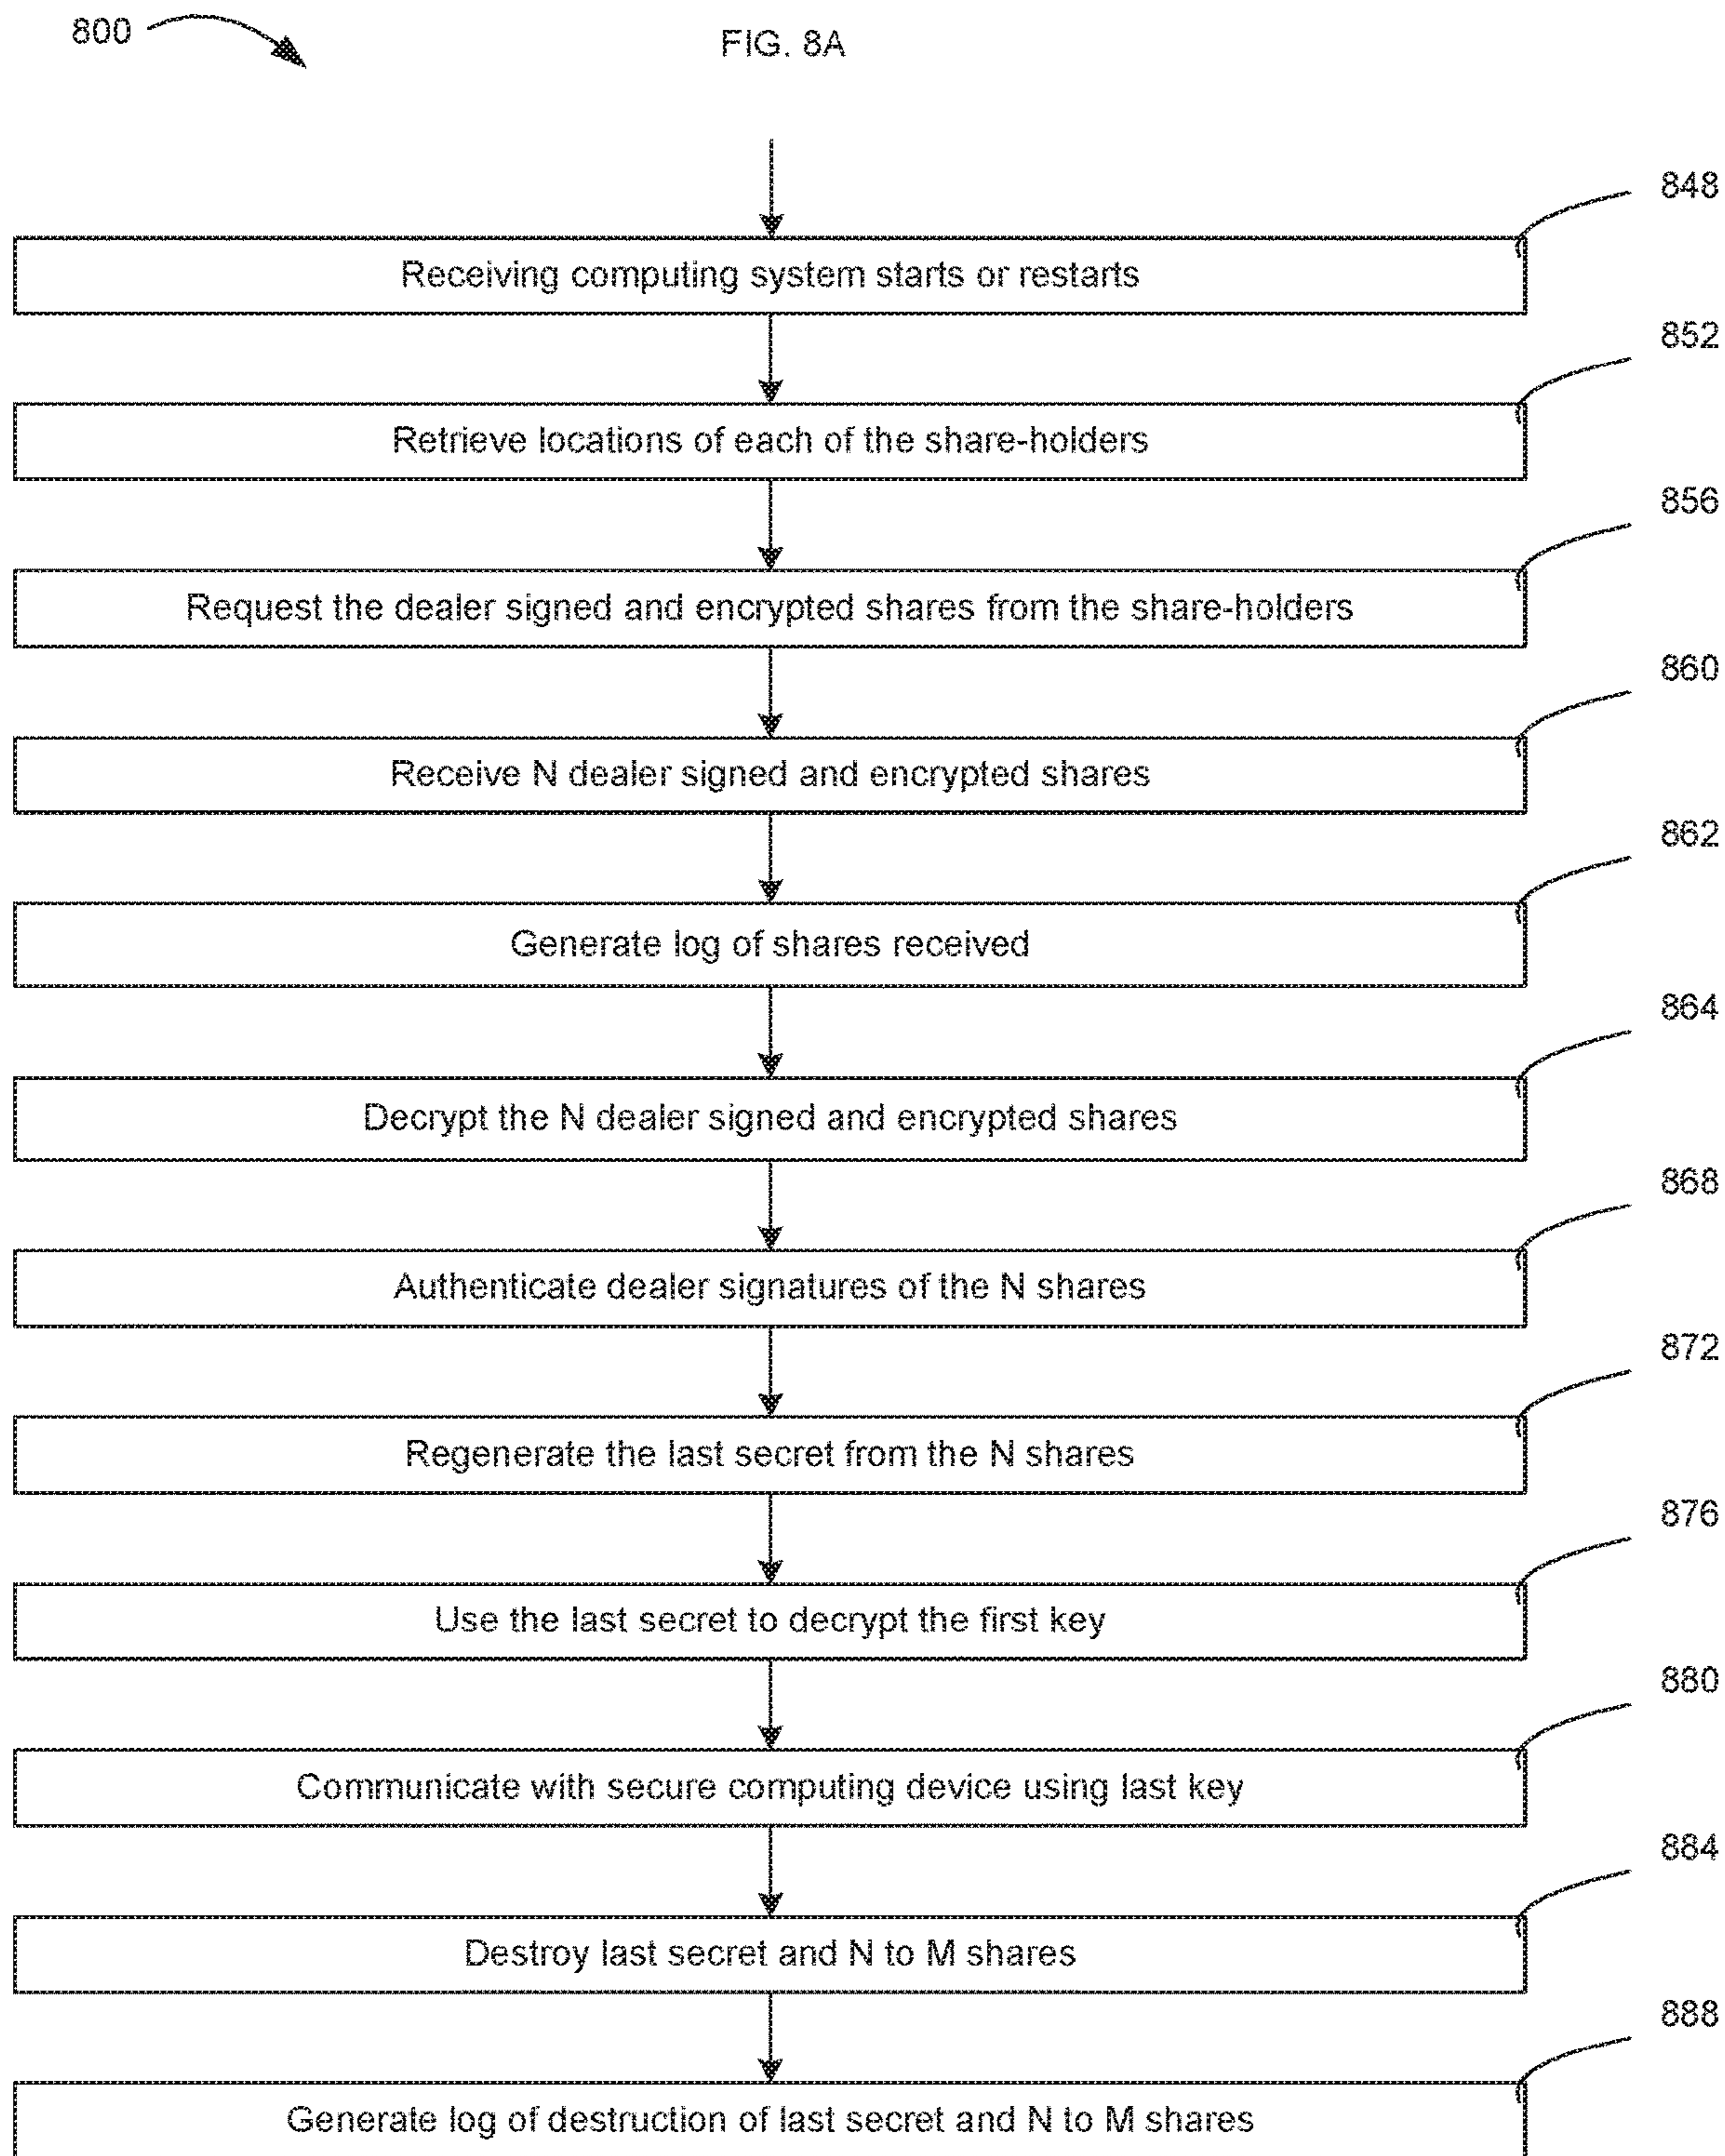 800
FIG. 8A
848
Receiving computing system starts or restarts
852
Retrieve locations of each of the share-holders
856
Request the dealer signed and encrypted shares from the share-holders
860
Receive N dealer signed and encrypted shares
862
Generate log of shares received
864
Decrypt the N dealer signed and encrypted shares
868
Authenticate dealer signatures of the N shares
872
Regenerate the last secret from the N shares
876
Use the last secret to decrypt the first key
880
Communicate with secure computing device using last key
884
Destroy last secret and N to M shares
888
Generate log of destruction of last secret and N to M shares